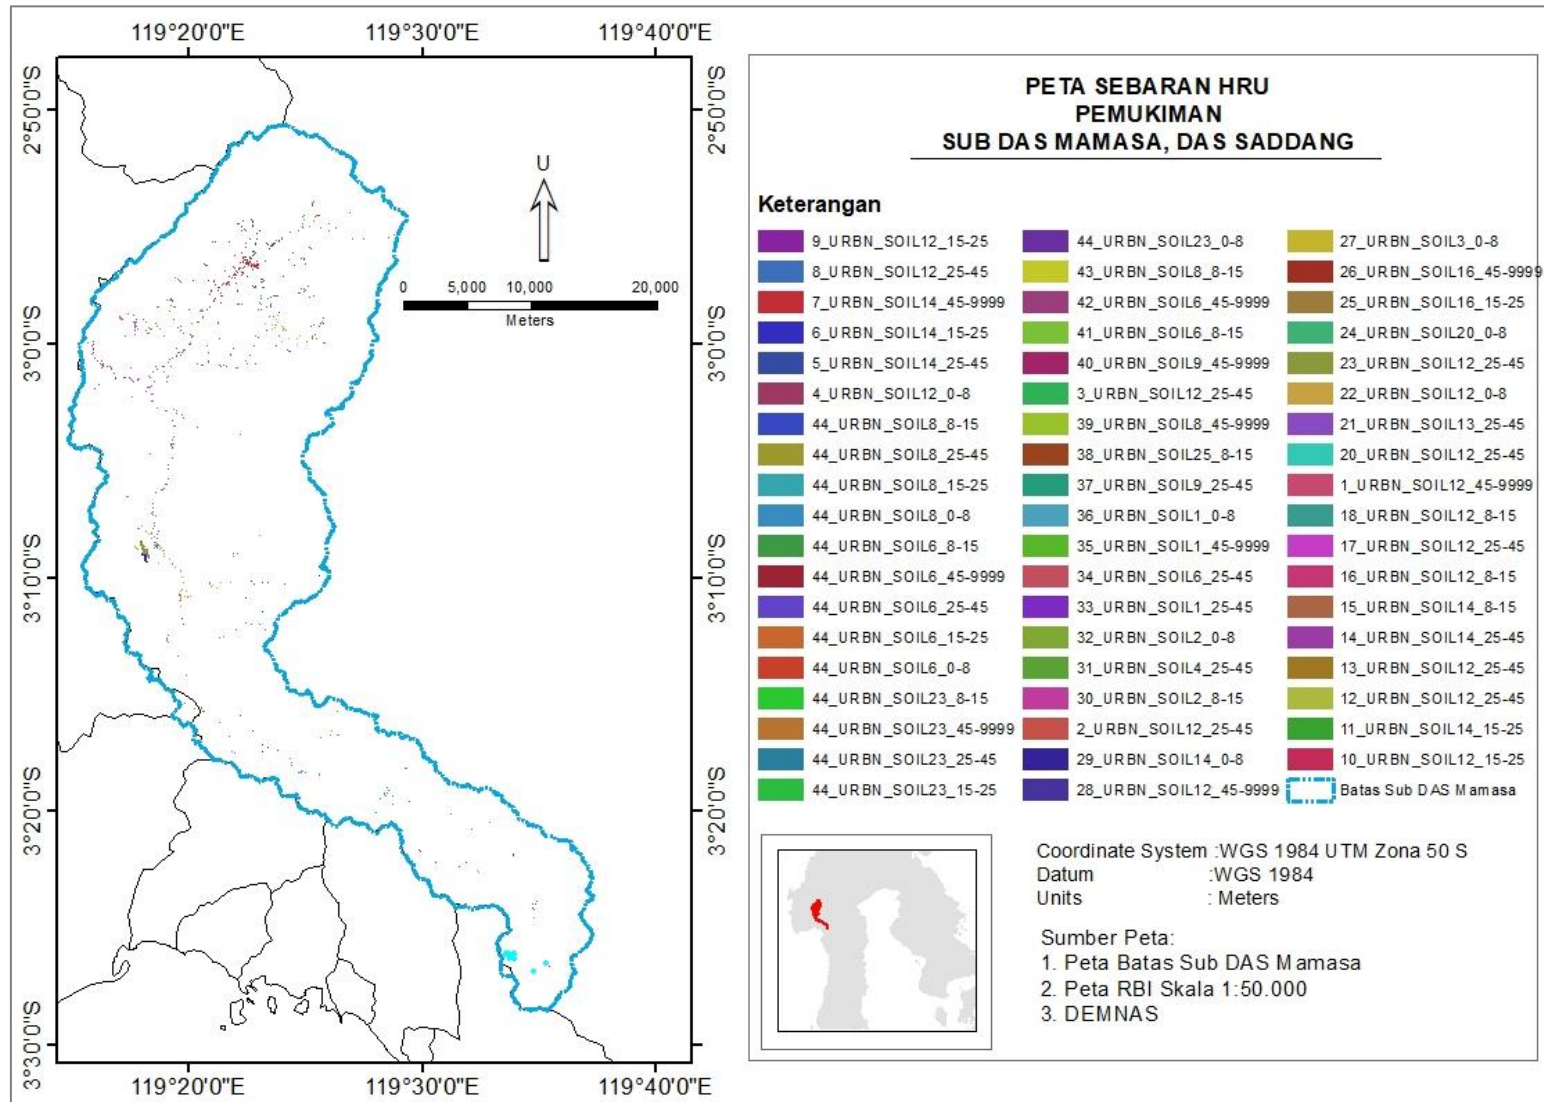 119°20'0"E 119°30'0"E 119°40'0"E
2°50'0"S
3°0'0"S
3°10'0"S
3°20'0"S
3°30'0"S
2°50'0"S
3°0'0"S
3°10'0"S
3°20'0"S
3°30'0"S
U
0 5,000 10,000 20,000
Meters
119°20'0"E 119°30'0"E 119°40'0"E
PETA SEBARAN HRU
PEMUKIMAN
SUB DAS MAMASA, DAS SADDANG
Keterangan
9_URBN_SOIL12_15-25
8_URBN_SOIL12_25-45
7_URBN_SOIL14_45-9999
6_URBN_SOIL14_15-25
5_URBN_SOIL14_25-45
4_URBN_SOIL12_0-8
44_URBN_SOIL8_8-15
44_URBN_SOIL8_25-45
44_URBN_SOIL8_15-25
44_URBN_SOIL8_0-8
44_URBN_SOIL6_8-15
44_URBN_SOIL6_45-9999
44_URBN_SOIL6_25-45
44_URBN_SOIL6_15-25
44_URBN_SOIL6_0-8
44_URBN_SOIL23_8-15
44_URBN_SOIL23_45-9999
44_URBN_SOIL23_25-45
44_URBN_SOIL23_15-25
44_URBN_SOIL23_0-8
43_URBN_SOIL8_8-15
42_URBN_SOIL6_45-9999
41_URBN_SOIL6_8-15
40_URBN_SOIL9_45-9999
3_URBN_SOIL12_25-45
39_URBN_SOIL8_45-9999
38_URBN_SOIL25_8-15
37_URBN_SOIL9_25-45
36_URBN_SOIL1_0-8
35_URBN_SOIL1_45-9999
34_URBN_SOIL6_25-45
33_URBN_SOIL1_25-45
32_URBN_SOIL2_0-8
31_URBN_SOIL4_25-45
30_URBN_SOIL2_8-15
2_URBN_SOIL12_25-45
29_URBN_SOIL14_0-8
28_URBN_SOIL12_45-9999
27_URBN_SOIL3_0-8
26_URBN_SOIL16_45-9999
25_URBN_SOIL16_15-25
24_URBN_SOIL20_0-8
23_URBN_SOIL12_25-45
22_URBN_SOIL12_0-8
21_URBN_SOIL13_25-45
20_URBN_SOIL12_25-45
1_URBN_SOIL12_45-9999
18_URBN_SOIL12_8-15
17_URBN_SOIL12_25-45
16_URBN_SOIL12_8-15
15_URBN_SOIL14_8-15
14_URBN_SOIL14_25-45
13_URBN_SOIL12_25-45
12_URBN_SOIL12_25-45
11_URBN_SOIL14_15-25
10_URBN_SOIL12_15-25
Batas Sub DAS Mamasa
Coordinate System :WGS 1984 UTM Zona 50 S
Datum :WGS 1984
Units : Meters
Sumber Peta:
1. Peta Batas Sub DAS Mamasa
2. Peta RBI Skala 1:50.000
3. DEMNAS